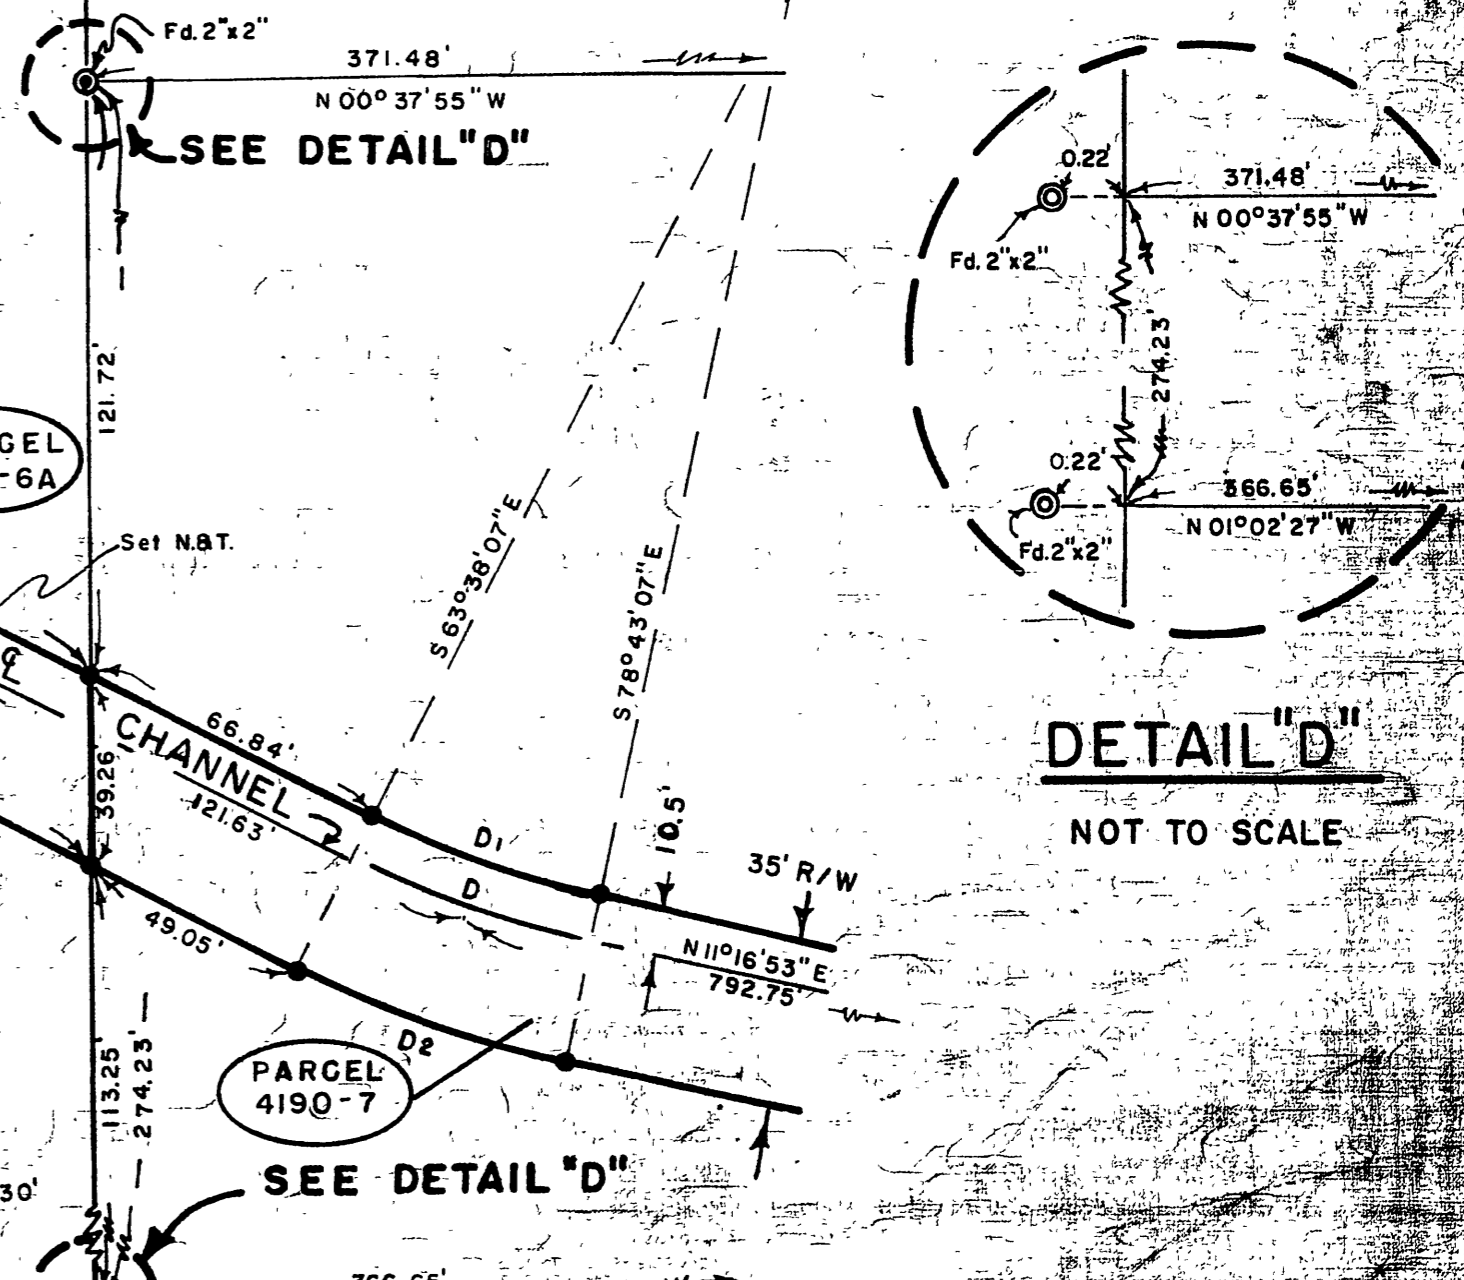 Fd. 2"x2"
371.48'
N 00° 37' 55" W
SEE DETAIL "D"
0.22'
371.48'
N 00° 37' 55" W
Fd. 2"x2"
274.23'
121.72'
-6A
0.22'
366.65'
N 01° 02' 27" W
Fd. 2"x2"
S 63° 38' 07" E
S 78° 43' 07" E
Set N.&T.
℄
66.84'
CHANNEL
121.63'
39.26'
DETAIL "D"
NOT TO SCALE
D1
D
10.5'
35' R/W
N 11° 16' 53" E
792.75'
49.05'
D2
PARCEL
4190-7
113.25'
274.23'
SEE DETAIL "D"
30'